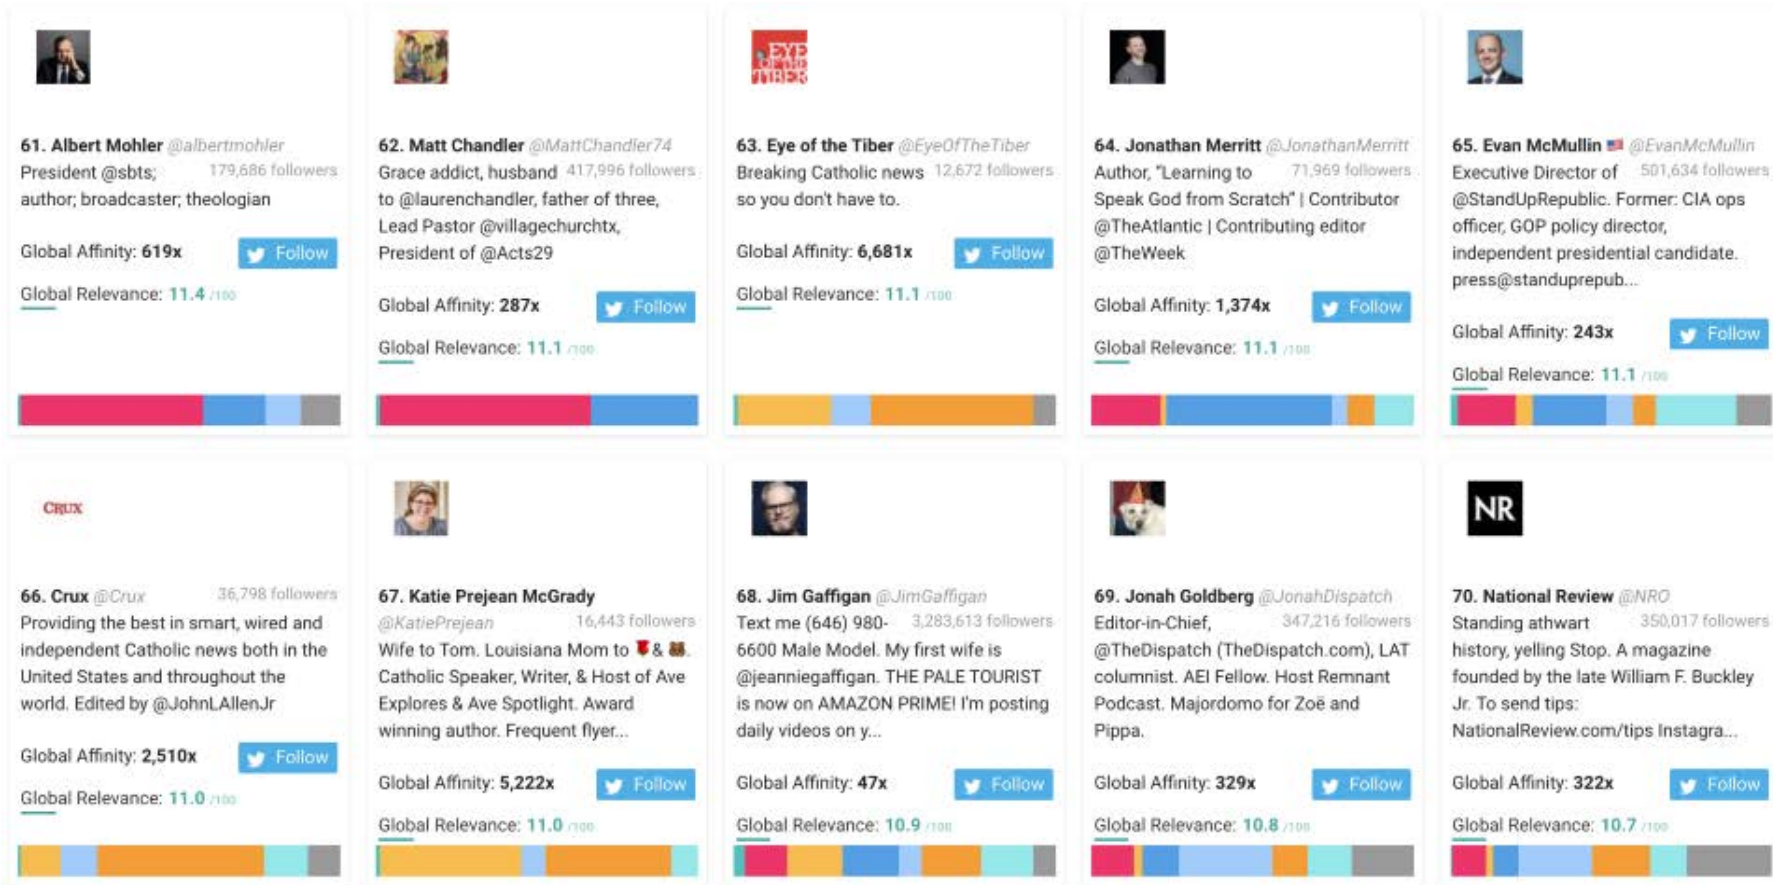 61. Albert Mohler @albertmohler
President @sbts; 179,686 followers
author; broadcaster; theologian
Global Affinity: 619x Follow
Global Relevance: 11.4 /100
62. Matt Chandler @MattChandler74
Grace addict, husband 417,996 followers
to @laurenchandler, father of three,
Lead Pastor @villagechurchtx,
President of @Acts29
Global Affinity: 287x Follow
Global Relevance: 11.1 /100
EYE
OF THE
TIBER
63. Eye of the Tiber @EyeOfTheTiber
Breaking Catholic news 12,672 followers
so you don't have to.
Global Affinity: 6,681x Follow
Global Relevance: 11.1 /100
64. Jonathan Merritt @JonathanMerritt
Author, "Learning to 71,969 followers
Speak God from Scratch" | Contributor
@TheAtlantic | Contributing editor
@TheWeek
Global Affinity: 1,374x Follow
Global Relevance: 11.1 /100
65. Evan McMullin 🇺🇸 @EvanMcMullin
Executive Director of 501,634 followers
@StandUpRepublic. Former: CIA ops
officer, GOP policy director,
independent presidential candidate.
press@standuprepub...
Global Affinity: 243x Follow
Global Relevance: 11.1 /100
CRUX
66. Crux @Crux 36,798 followers
Providing the best in smart, wired and
independent Catholic news both in the
United States and throughout the
world. Edited by @JohnLAllenJr
Global Affinity: 2,510x Follow
Global Relevance: 11.0 /100
67. Katie Prejean McGrady
@KatiePrejean 16,443 followers
Wife to Tom. Louisiana Mom to 🌹& 🐻.
Catholic Speaker, Writer, & Host of Ave
Explores & Ave Spotlight. Award
winning author. Frequent flyer...
Global Affinity: 5,222x Follow
Global Relevance: 11.0 /100
68. Jim Gaffigan @JimGaffigan
Text me (646) 980- 3,283,613 followers
6600 Male Model. My first wife is
@jeanniegaffigan. THE PALE TOURIST
is now on AMAZON PRIME! I'm posting
daily videos on y...
Global Affinity: 47x Follow
Global Relevance: 10.9 /100
69. Jonah Goldberg @JonahDispatch
Editor-in-Chief, 347,216 followers
@TheDispatch (TheDispatch.com), LAT
columnist. AEI Fellow. Host Remnant
Podcast. Majordomo for Zoë and
Pippa.
Global Affinity: 329x Follow
Global Relevance: 10.8 /100
NR
70. National Review @NRO
Standing athwart 350,017 followers
history, yelling Stop. A magazine
founded by the late William F. Buckley
Jr. To send tips:
NationalReview.com/tips Instagra...
Global Affinity: 322x Follow
Global Relevance: 10.7 /100